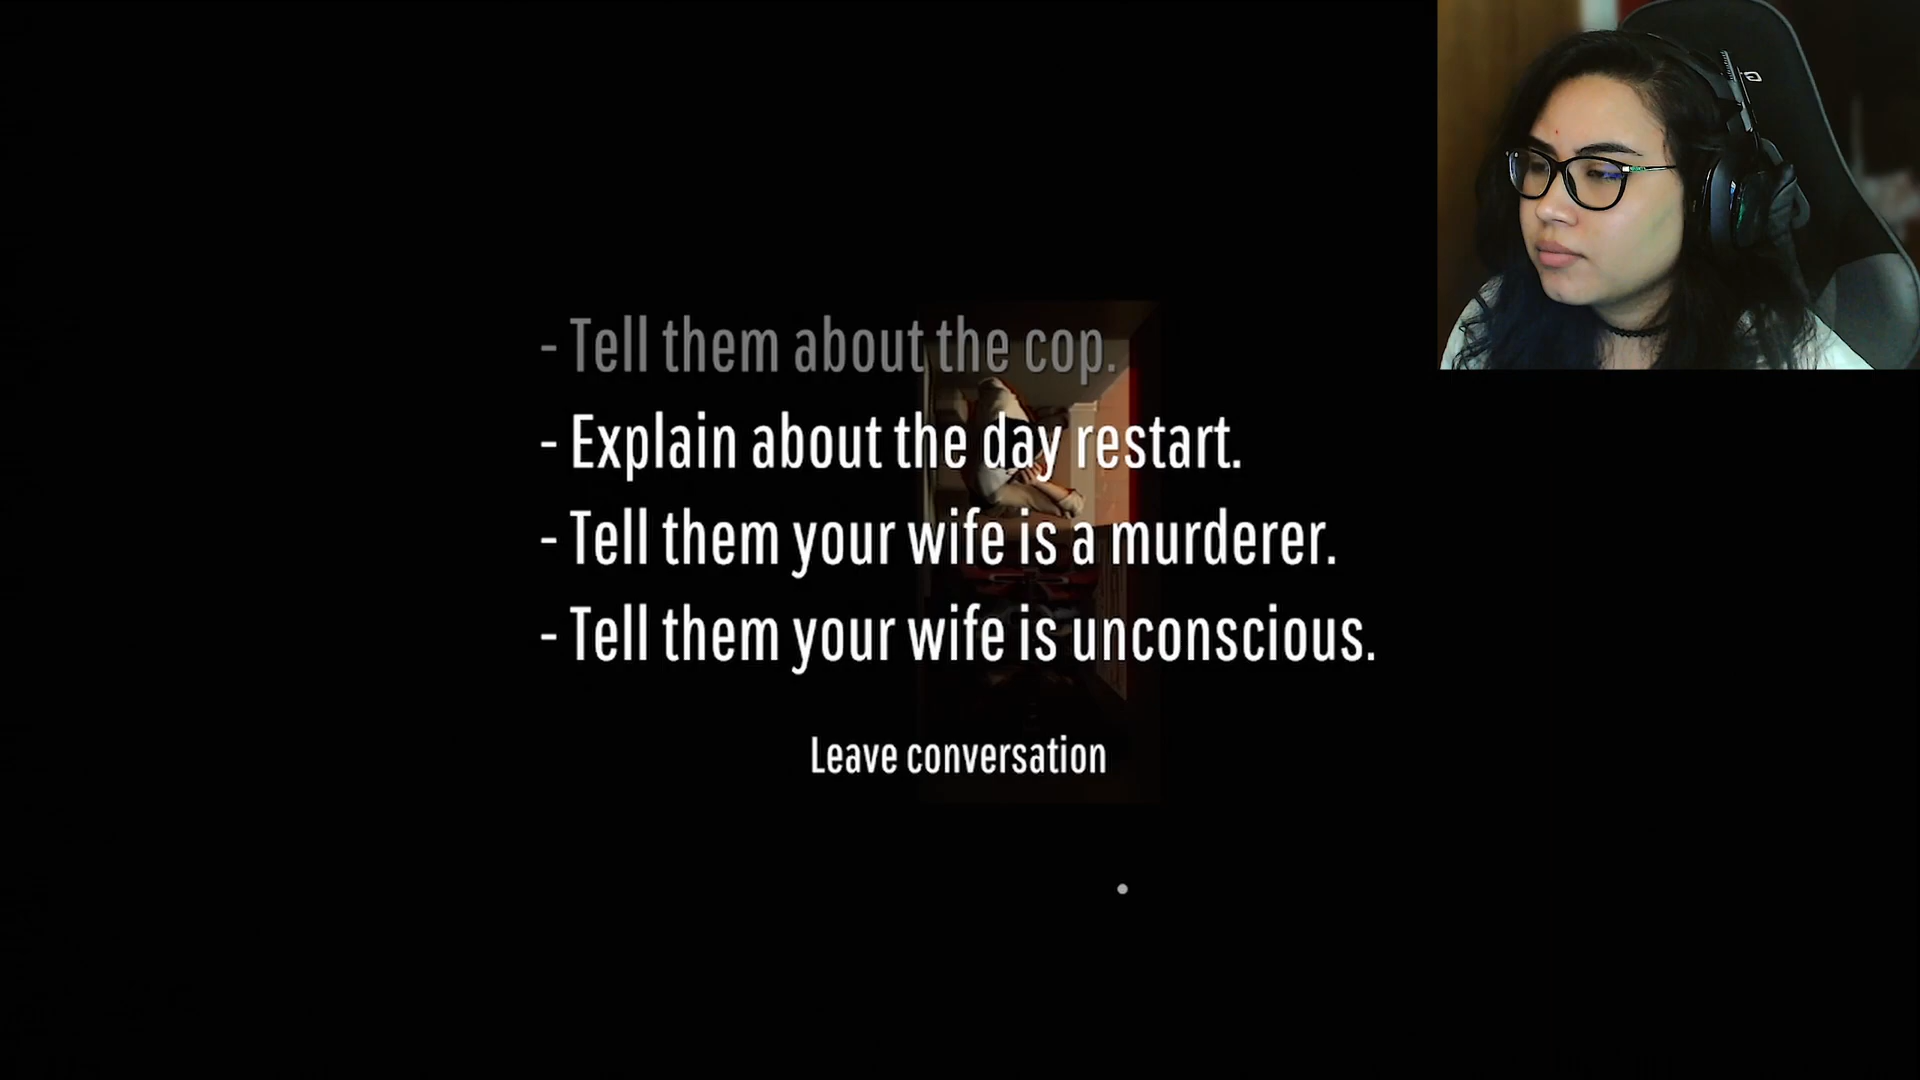 - Tell them about the cop.
- Explain about the day restart.
- Tell them your wife is a murderer.
- Tell them your wife is unconscious.
Leave conversation